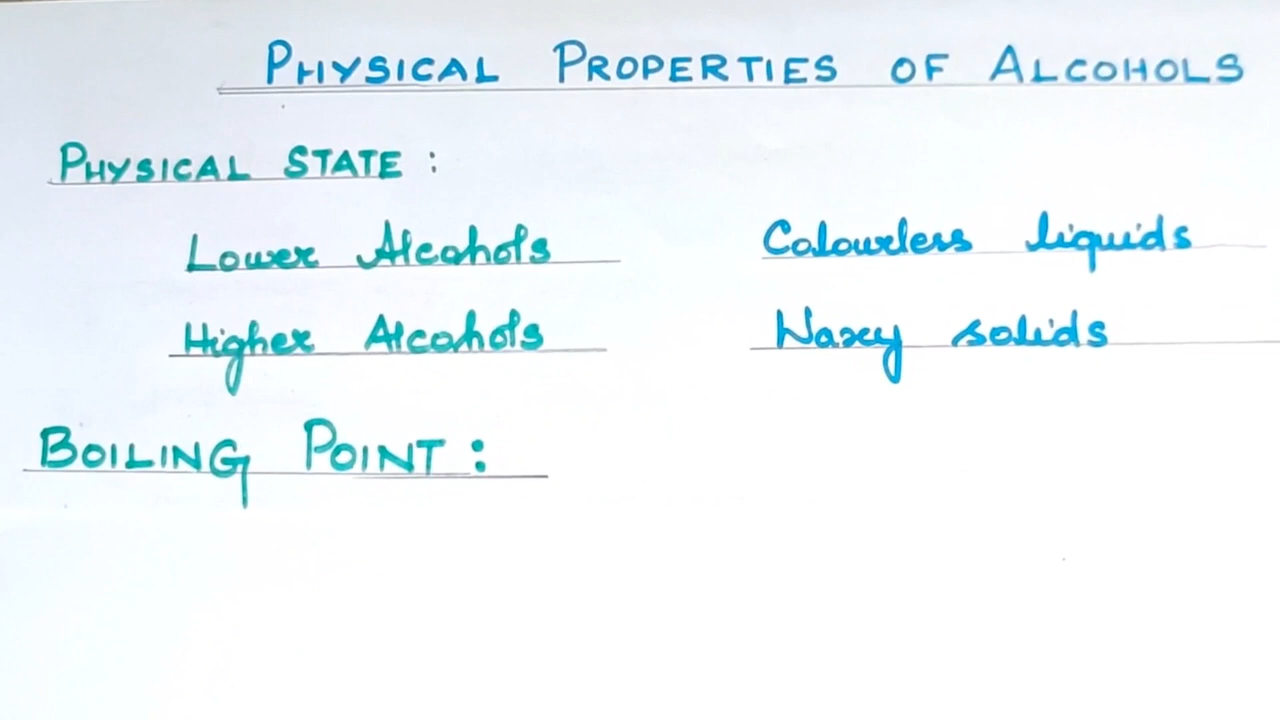 PHYSICAL PROPERTIES OF ALCOHOLS
PHYSICAL STATE :
Lower Alcohols Colourless liquids
Higher Alcohols Waxy solids
BOILING POINT :